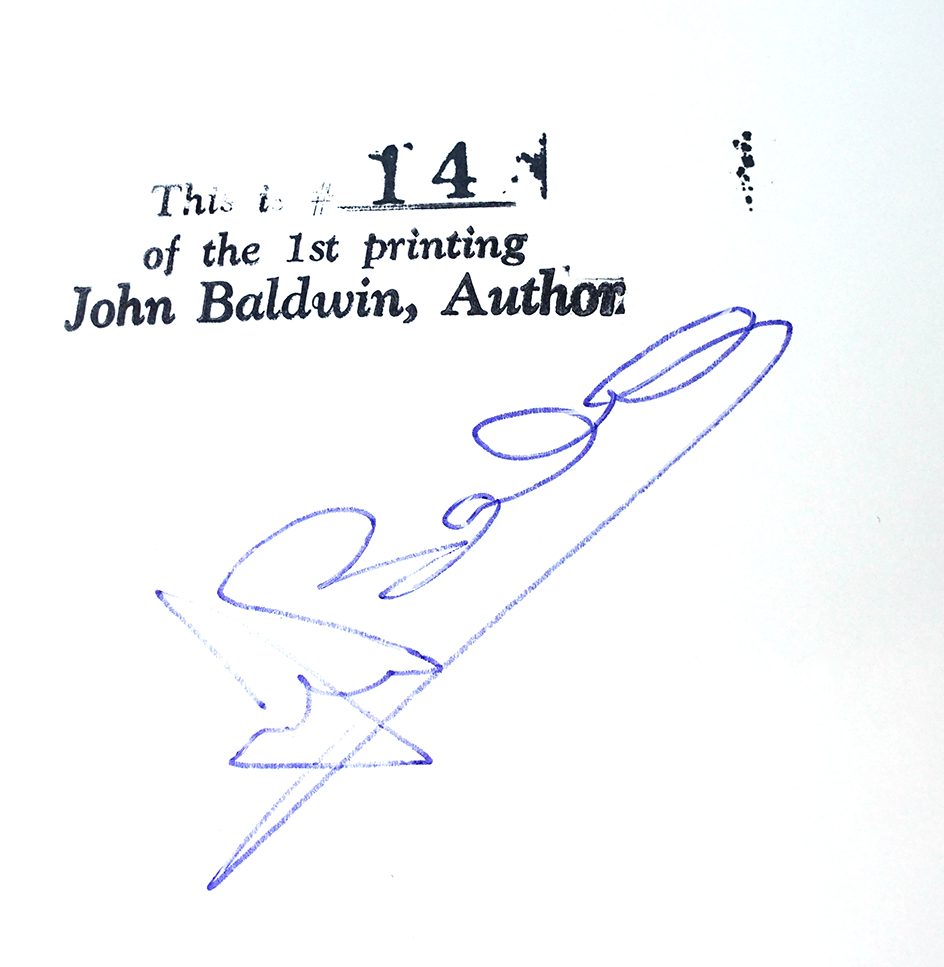 This is # 14
of the 1st printing
John Baldwin, Author